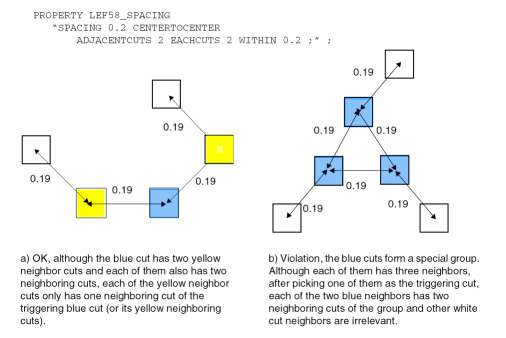 PROPERTY LEF58_SPACING
"SPACING 0.2 CENTERTOCENTER
ADJACENTCUTS 2 EACHCUTS 2 WITHIN 0.2 ;" ;
0.19
0.19
0.19
0.19
0.19
0.19
0.19
0.19
0.19
0.19
a) OK, although the blue cut has two yellow
neighbor cuts and each of them also has two
neighboring cuts, each of the yellow neighbor
cuts only has one neighboring cut of the
triggering blue cut (or its yellow neighboring
cuts).
b) Violation, the blue cuts form a special group.
Although each of them has three neighbors,
after picking one of them as the triggering cut,
each of the two blue neighbors has two
neighboring cuts of the group and other white
cut neighbors are irrelevant.